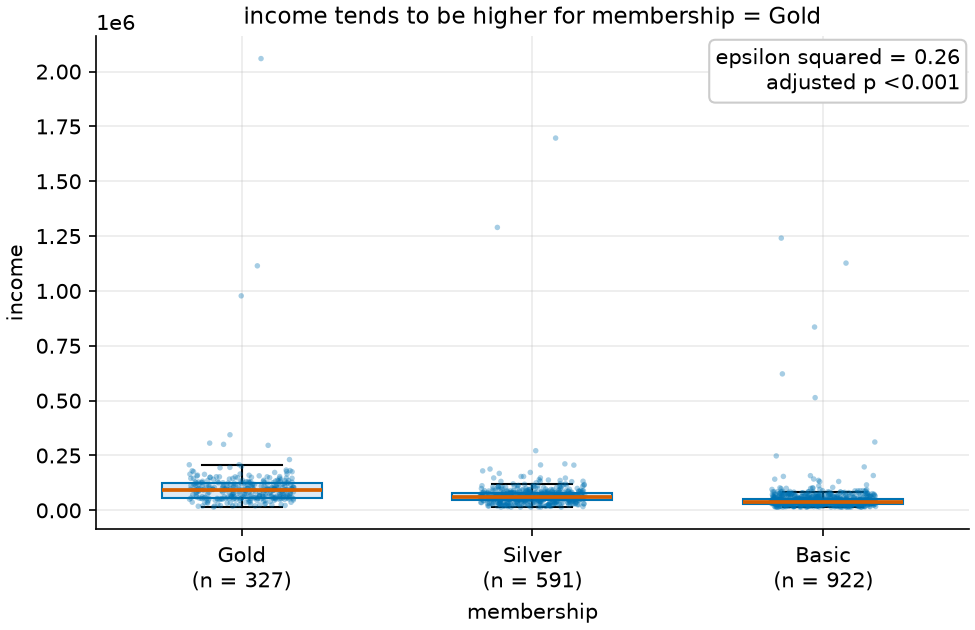 income tends to be higher for membership = Gold
1e6
epsilon squared = 0.26
adjusted p <0.001
2.00
1.75
1.50
1.25
1.00
0.75
0.50
0.25
0.00
income
Gold
(n = 327)
Silver
(n = 591)
Basic
(n = 922)
membership